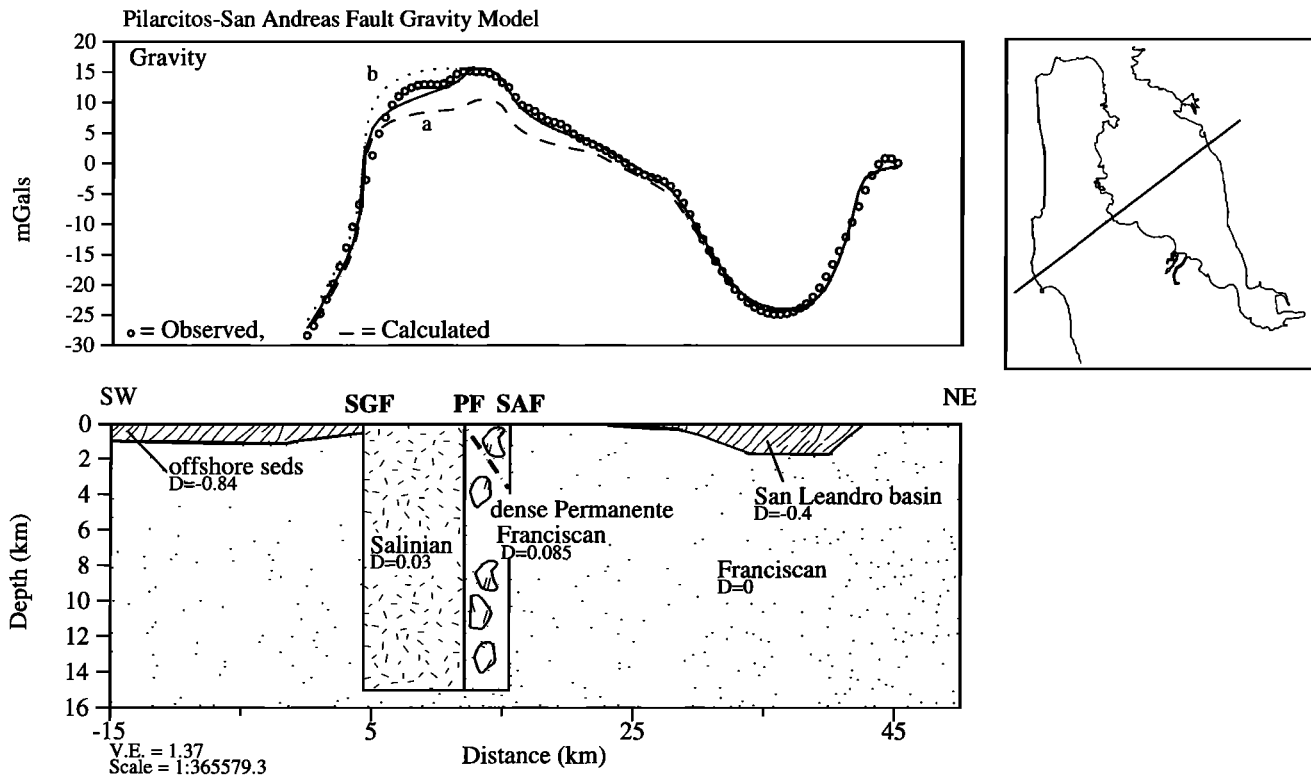 Pilarcitos-San Andreas Fault Gravity Model
20
15
10
5
0
-5
-10
-15
-20
-25
-30
mGals
Gravity
b
a
= Observed, – = Calculated
SW
SGF PF SAF
NE
0
2
4
6
8
10
12
14
16
Depth (km)
offshore seds
D=-0.84
Salinian
D=0.03
dense Permanente
Franciscan
D=0.085
San Leandro basin
D=-0.4
Franciscan
D=0
-15 5 25 45
Distance (km)
V.E. = 1.37
Scale = 1:365579.3